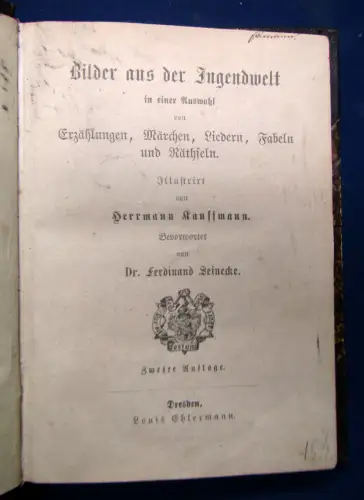 Bilder aus der Jugendwelt
in einer Auswahl
von
Erzählungen, Märchen, Liedern, Fabeln
und Räthseln.
Illustrirt
von
Herrmann Kauffmann.
Bevorwortet
von
Dr. Ferdinand Seinecke.
Zweite Auflage.
Dresden.
Louis Ehlermann.